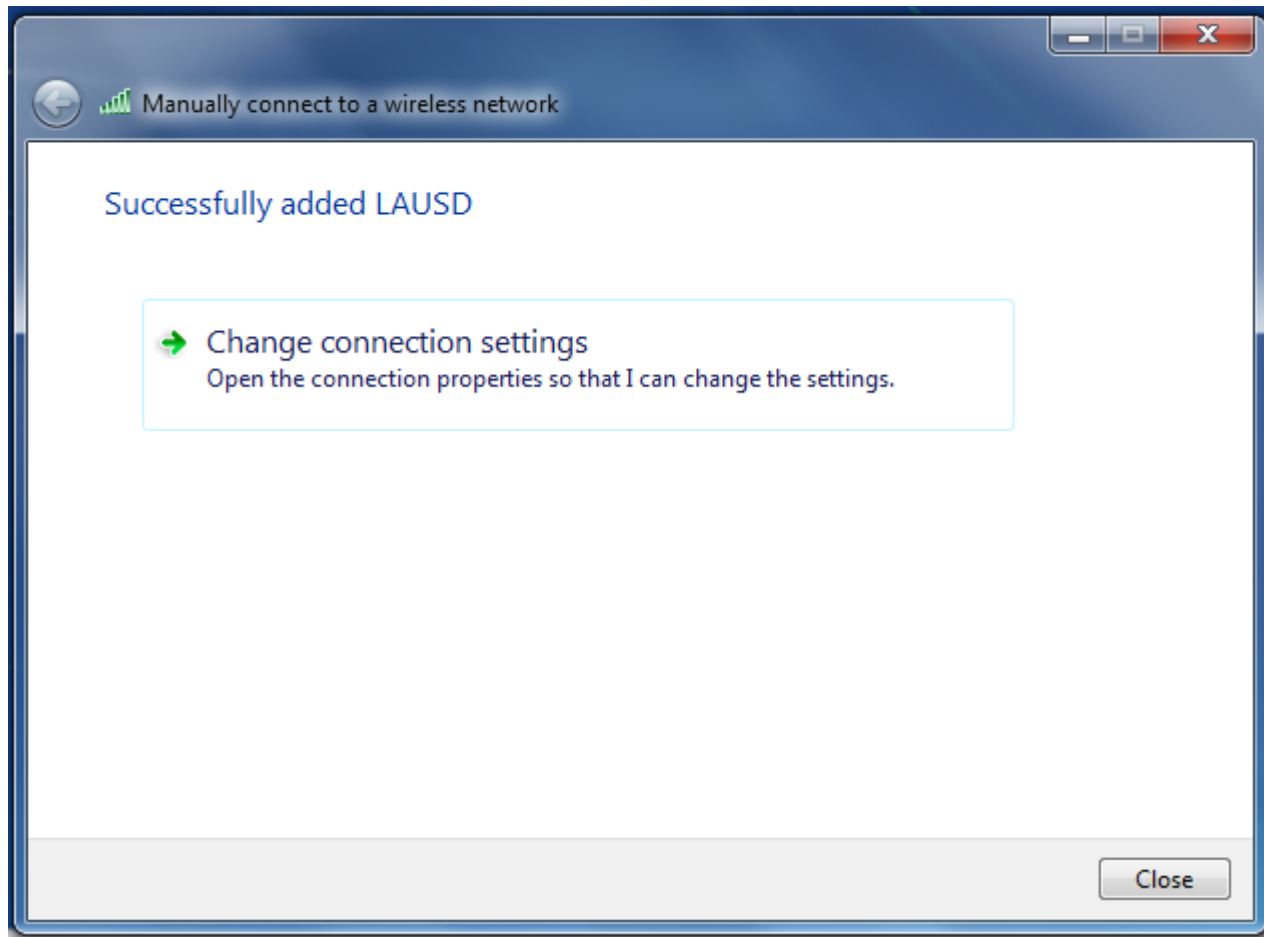 Manually connect to a wireless network
Successfully added LAUSD
Change connection settings
Open the connection properties so that I can change the settings.
Close